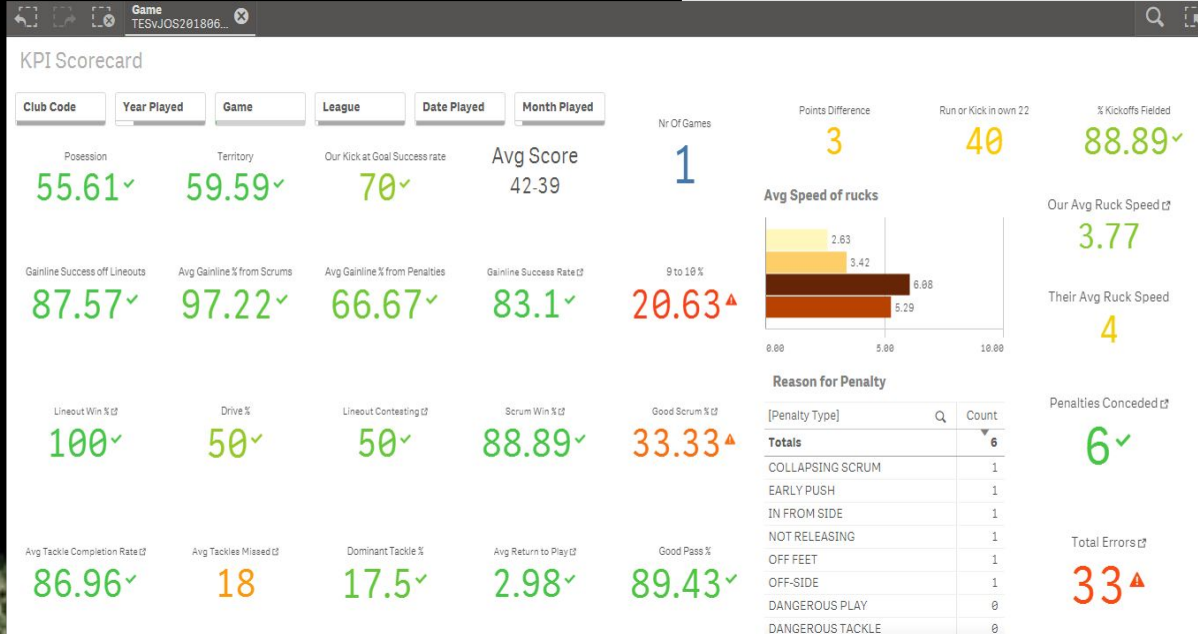 Game
TESvJOS201806...
KPI Scorecard
Club Code
Year Played
Game
League
Date Played
Month Played
Nr Of Games
1
Points Difference
3
Run or Kick in own 22
40
% Kickoffs Fielded
88.89
Posession
55.61
Territory
59.59
Our Kick at Goal Success rate
70
Avg Score
42-39
Avg Speed of rucks
2.63
3.42
6.08
5.29
0.00 5.00 10.00
Our Avg Ruck Speed
3.77
Gainline Success off Lineouts
87.57
Avg Gainline % from Scrums
97.22
Avg Gainline % from Penalties
66.67
Gainline Success Rate
83.1
9 to 10 %
20.63
Their Avg Ruck Speed
4
Lineout Win %
100
Drive %
50
Lineout Contesting
50
Scrum Win %
88.89
Good Scrum %
33.33
Reason for Penalty
[Penalty Type] Count
Totals 6
COLLAPSING SCRUM 1
EARLY PUSH 1
IN FROM SIDE 1
NOT RELEASING 1
OFF FEET 1
OFF-SIDE 1
DANGEROUS PLAY 0
DANGEROUS TACKLE 0
Penalties Conceded
6
Avg Tackle Completion Rate
86.96
Avg Tackles Missed
18
Dominant Tackle %
17.5
Avg Return to Play
2.98
Good Pass %
89.43
Total Errors
33